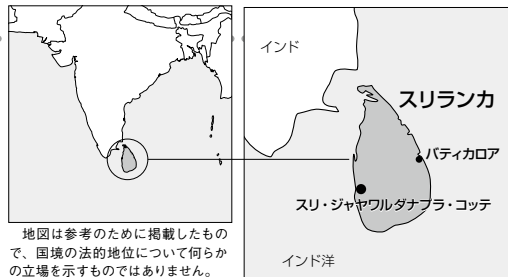 インド
スリランカ
バティカロア
スリ・ジャヤワルダナプラ・コッテ
インド洋
地図は参考のために掲載したもの
で、国境の法的地位について何らか
の立場を示すものではありません。